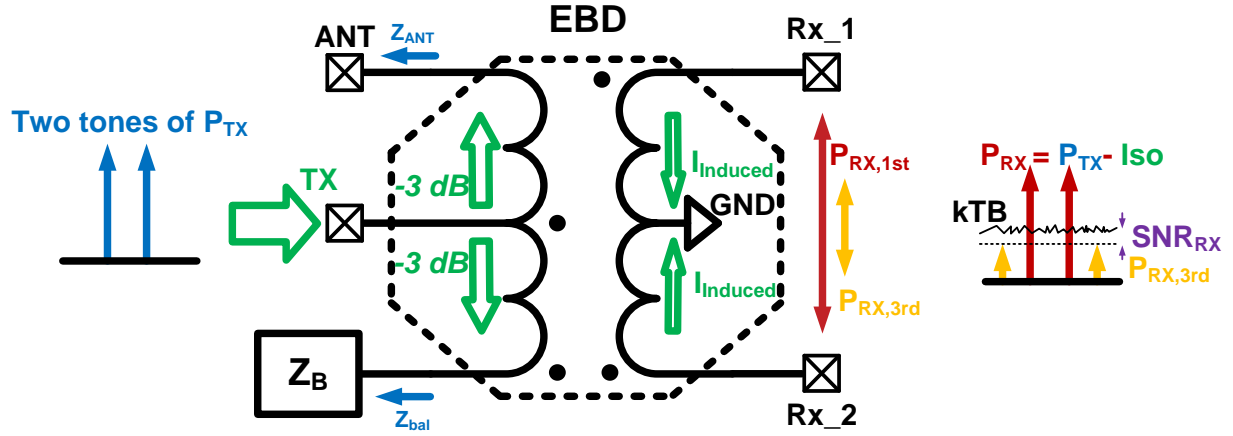 EBD
ANT
Z_ANT
Rx_1
Two tones of P_TX
TX
-3 dB
-3 dB
I_Induced
GND
I_Induced
P_RX,1st
P_RX,3rd
P_RX = P_TX - Iso
kTB
SNR_RX
P_RX,3rd
Z_B
Z_bal
Rx_2